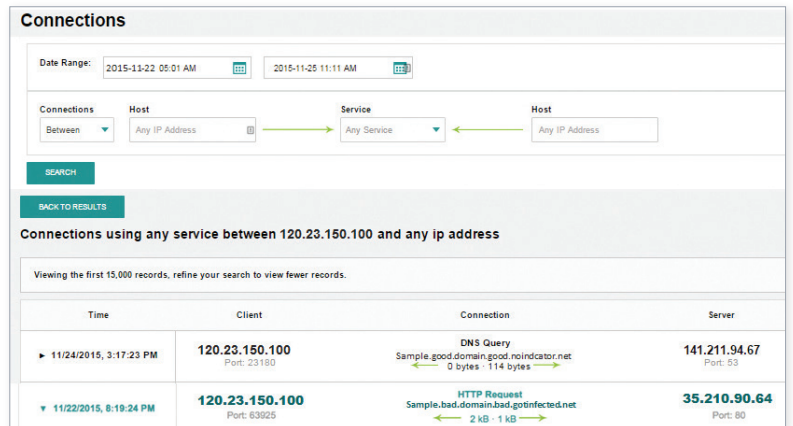 Connections
Date Range: 2015-11-22 05:01 AM 2015-11-25 11:11 AM
Connections Host Service Host
Between Any IP Address Any Service Any IP Address
SEARCH
BACK TO RESULTS
Connections using any service between 120.23.150.100 and any ip address
Viewing the first 15,000 records, refine your search to view fewer records.
Time Client Connection Server
DNS Query
11/24/2015, 3:17:23 PM 120.23.150.100 Sample.good.domain.good.noindcator.net 141.211.94.67
Port: 23180 0 bytes · 114 bytes Port: 53
HTTP Request
11/22/2015, 8:19:24 PM 120.23.150.100 Sample.bad.domain.bad.gotinfected.net 35.210.90.64
Port: 63925 2 kB · 1 kB Port: 80